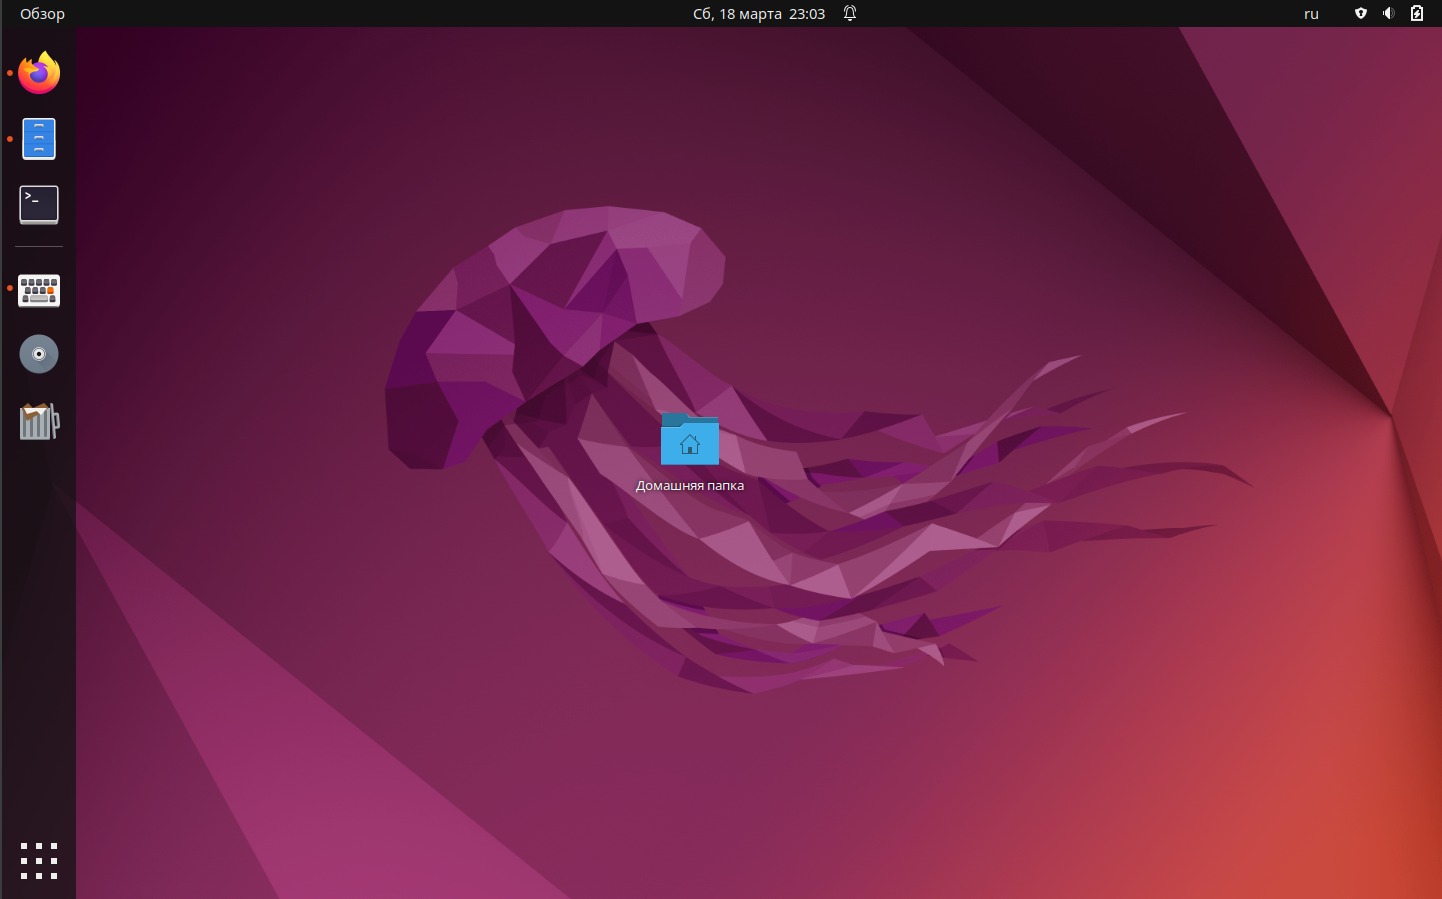 Обзор
Сб, 18 марта 23:03
ru
>_
Домашняя папка